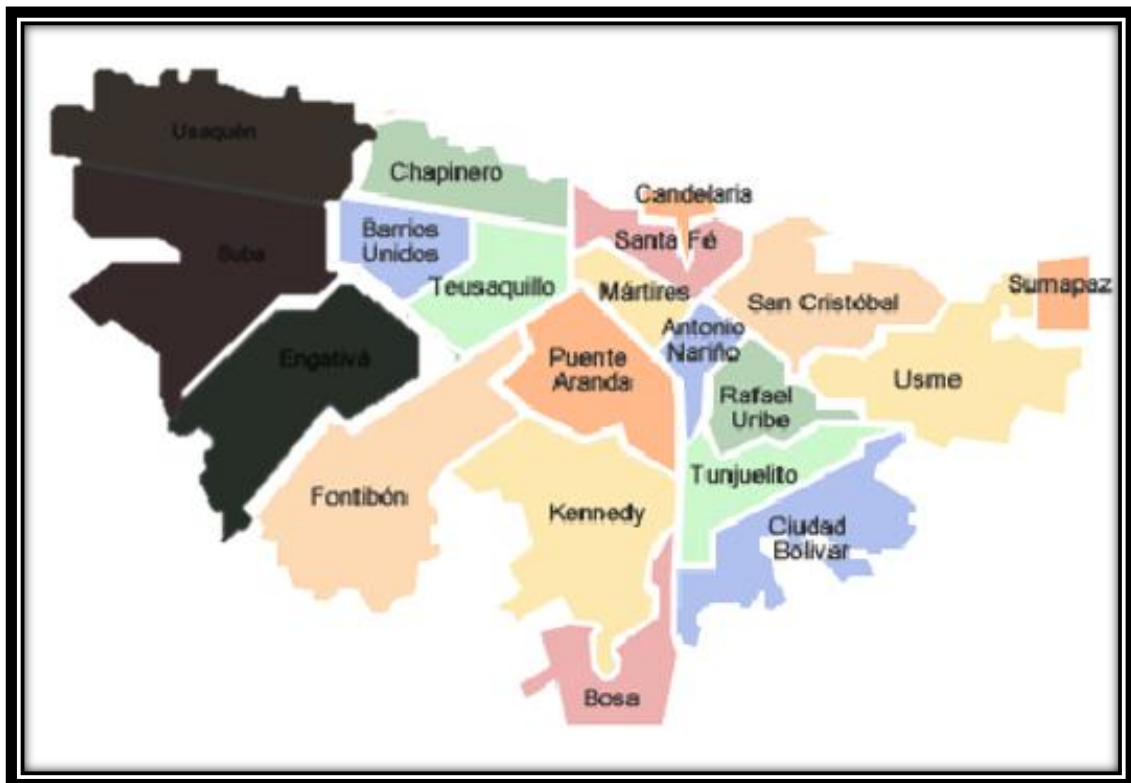 Usaquén
Chapinero
Candelaria
Barrios
Unidos
Santa Fé
Suba
Teusaquillo
Mártires
San Cristóbal
Sumapaz
Antonio
Nariño
Engativá
Puente
Aranda
Usme
Rafael
Uribe
Fontibón
Tunjuelito
Kennedy
Ciudad
Bolivar
Bosa